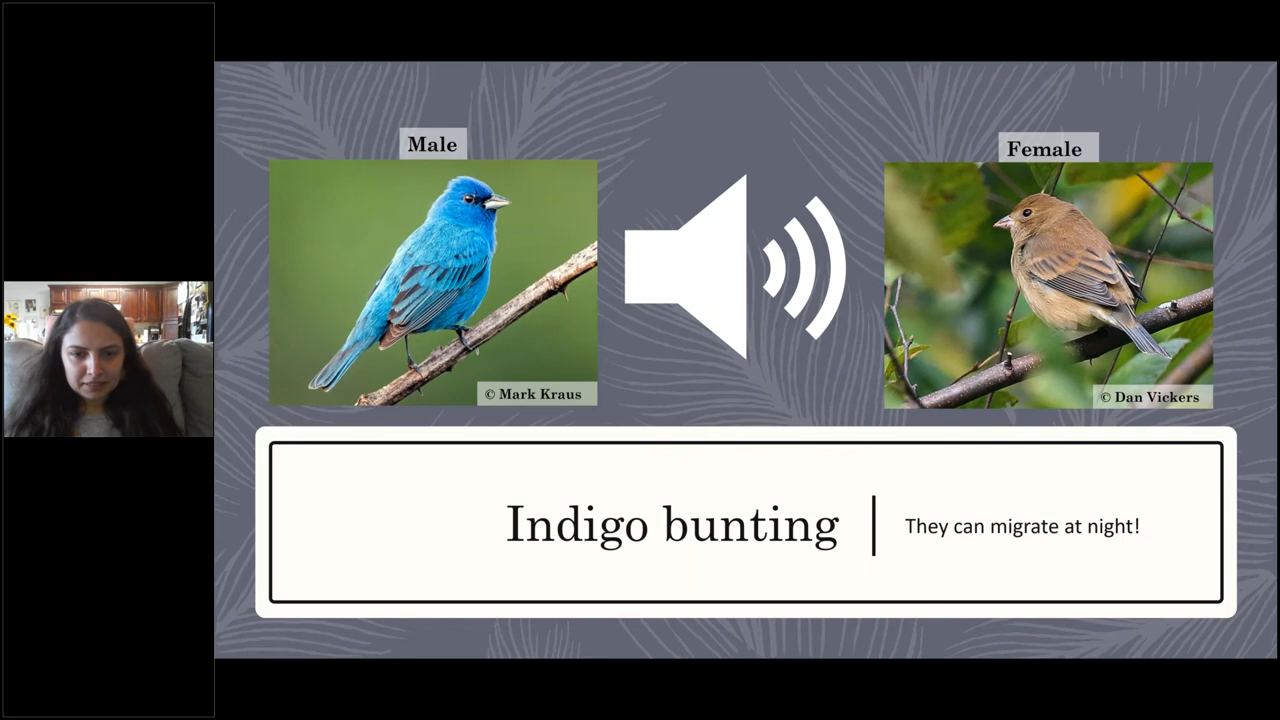 Male
Female
© Mark Kraus
© Dan Vickers
Indigo bunting
They can migrate at night!